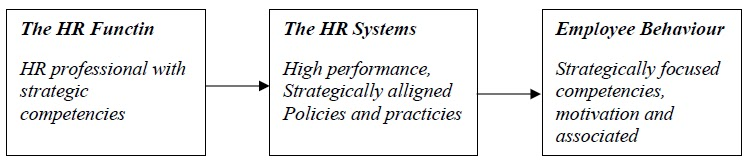 The HR Functin
HR professional with
strategic
competencies
The HR Systems
High performance,
Strategically alligned
Policies and practicies
Employee Behaviour
Strategically focused
competencies,
motivation and
associated